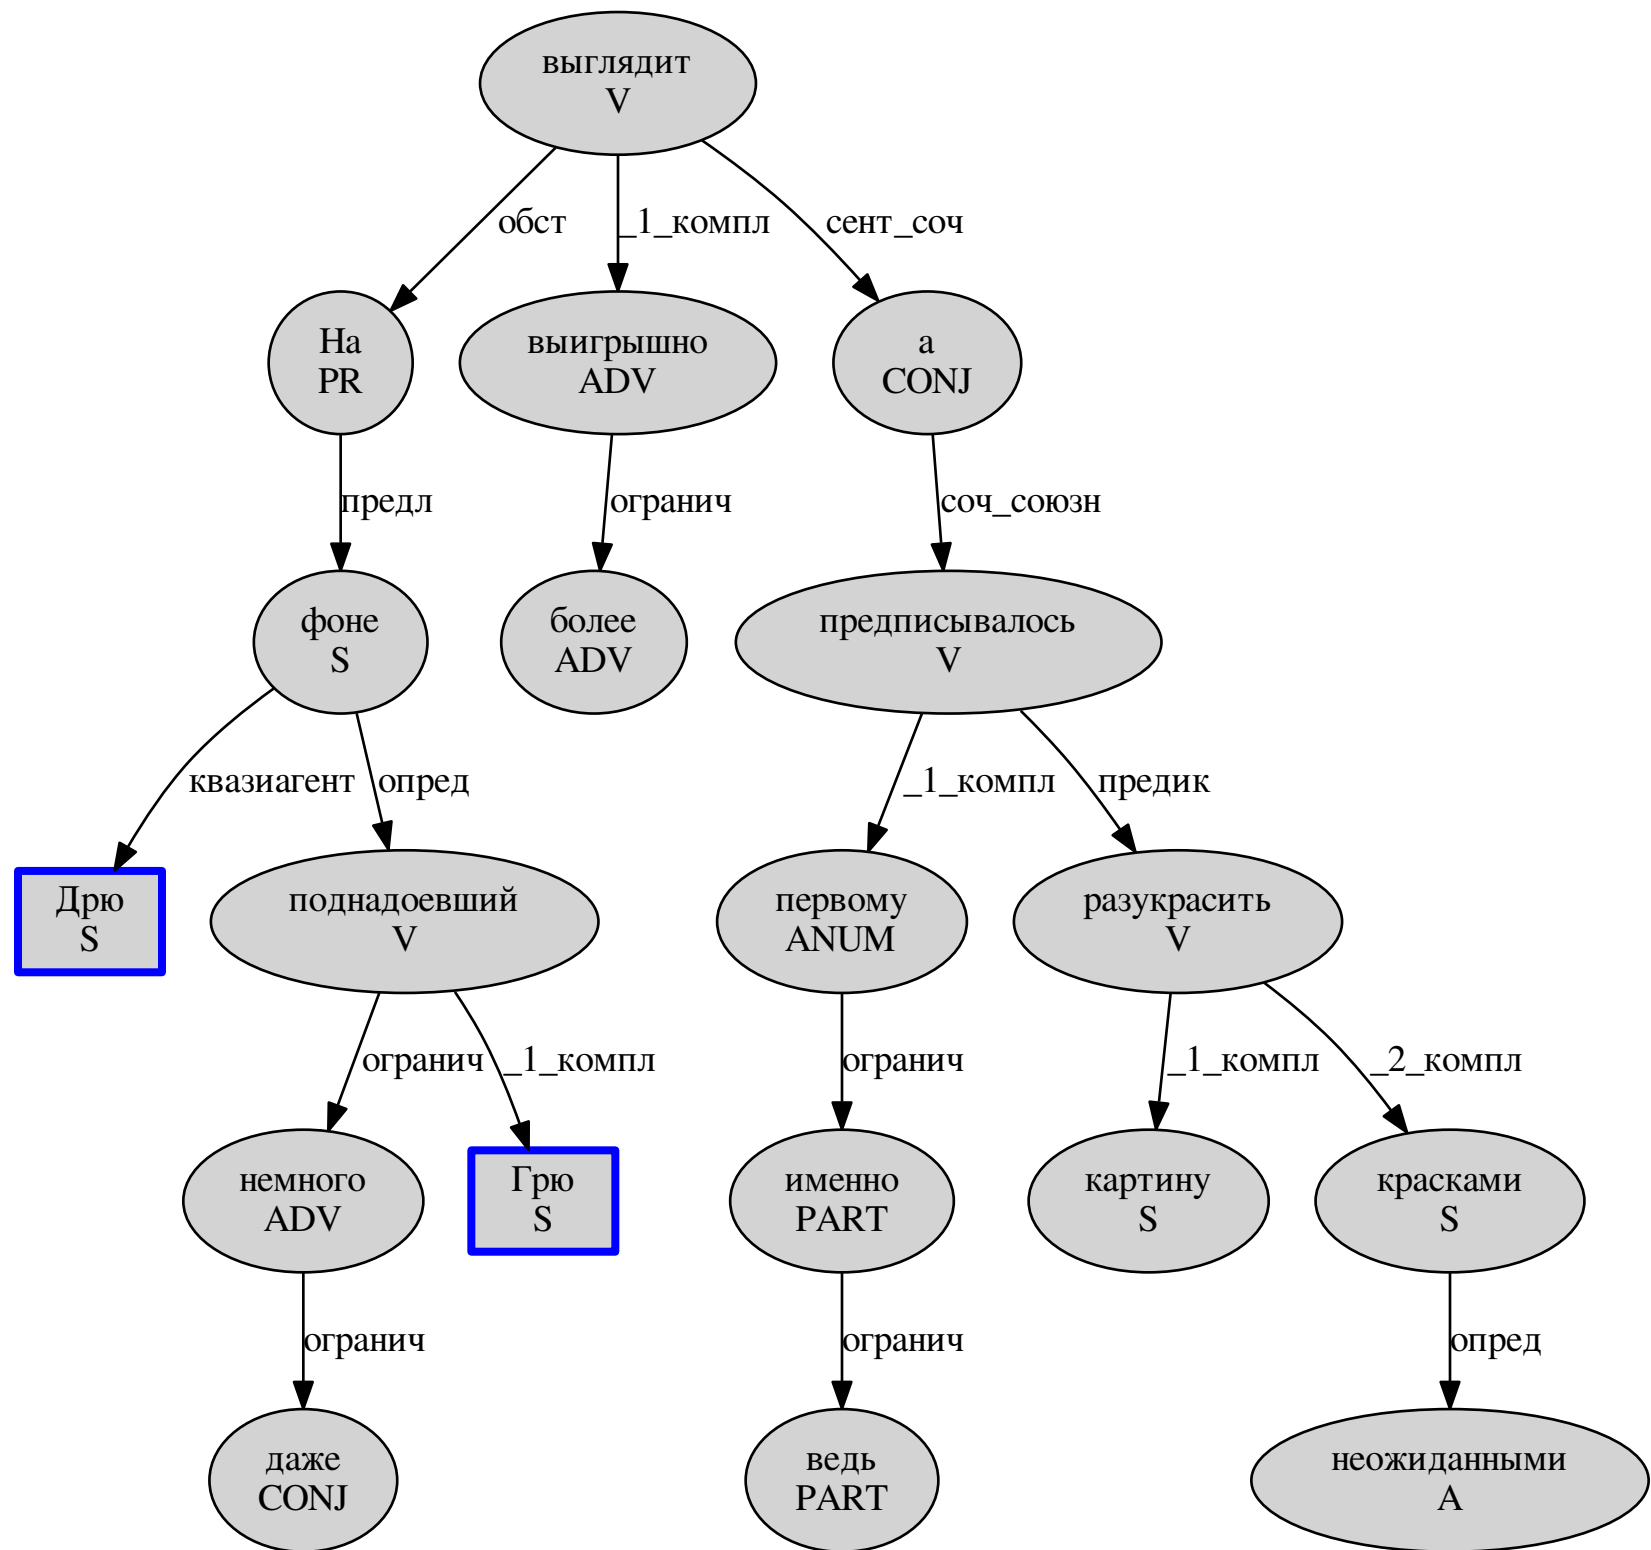 выглядит
V
обст
_1_компл
сент_соч
На
PR
выигрышно
ADV
а
CONJ
предл
огранич
соч_союзн
фоне
S
более
ADV
предписывалось
V
квазиагент
опред
_1_компл
предик
Дрю
S
поднадоевший
V
первому
ANUM
разукрасить
V
огранич
_1_компл
огранич
_1_компл
_2_компл
немного
ADV
Грю
S
именно
PART
картину
S
красками
S
огранич
огранич
опред
даже
CONJ
ведь
PART
неожиданными
A